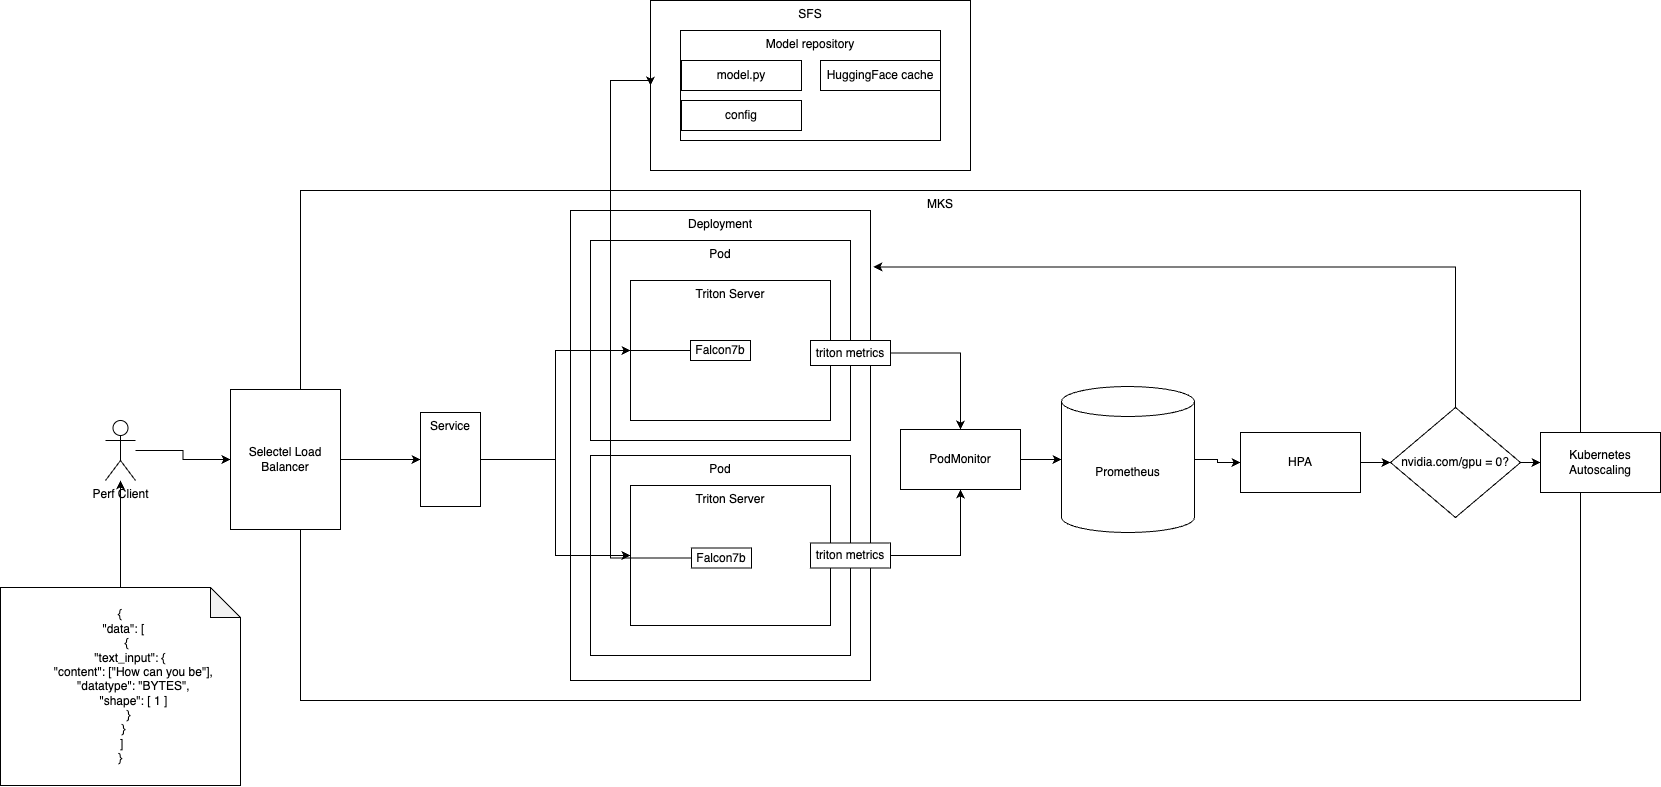 SFS
Model repository
model.py
HuggingFace cache
config
MKS
Deployment
Pod
Triton Server
Falcon7b
triton metrics
Selectel Load
Balancer
Service
Perf Client
Pod
Triton Server
Falcon7b
triton metrics
PodMonitor
Prometheus
HPA
nvidia.com/gpu = 0?
Kubernetes
Autoscaling
{
"data": [
{
"text_input": {
"content": ["How can you be"],
"datatype": "BYTES",
"shape": [ 1 ]
}
}
]
}